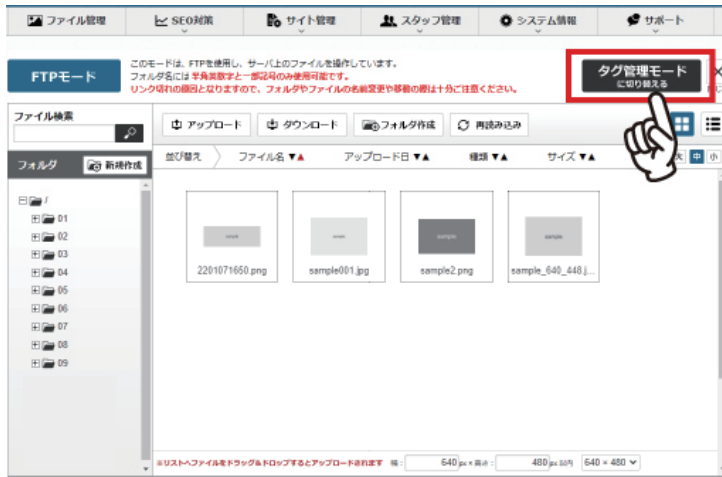 ファイル管理
SEO対策
サイト管理
スタッフ管理
システム情報
サポート
FTPモード
このモードは、FTPを使用し、サーバ上のファイルを操作しています。
フォルダ名には半角英数字と一部記号のみ使用可能です。
リンク切れの原因となりますので、フォルダやファイルの名前変更や移動の際は十分ご注意ください。
タグ管理モード
に切り替える
ファイル検索
アップロード
ダウンロード
フォルダ作成
再読み込み
フォルダ
新規作成
並び替え
ファイル名 ▼▲
アップロード日 ▼▲
種類 ▼▲
サイズ ▼▲
大 中 小
/
01
02
03
04
05
06
07
08
09
sample
sample
sample
sample
2201071650.png
sample001.jpg
sample2.png
sample_640_448.j...
※リストへファイルをドラッグ&ドロップするとアップロードされます
幅: 640 px × 高さ: 480 px 以内 640 × 480